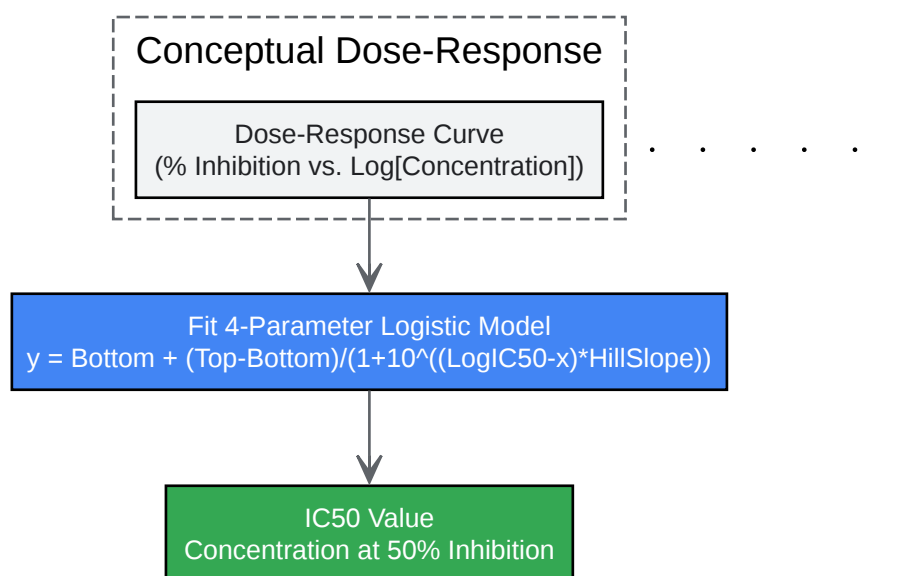 Conceptual Dose-Response
Dose-Response Curve
(% Inhibition vs. Log[Concentration])
. . . . .
Fit 4-Parameter Logistic Model
y = Bottom + (Top-Bottom)/(1+10^((LogIC50-x)*HillSlope))
IC50 Value
Concentration at 50% Inhibition